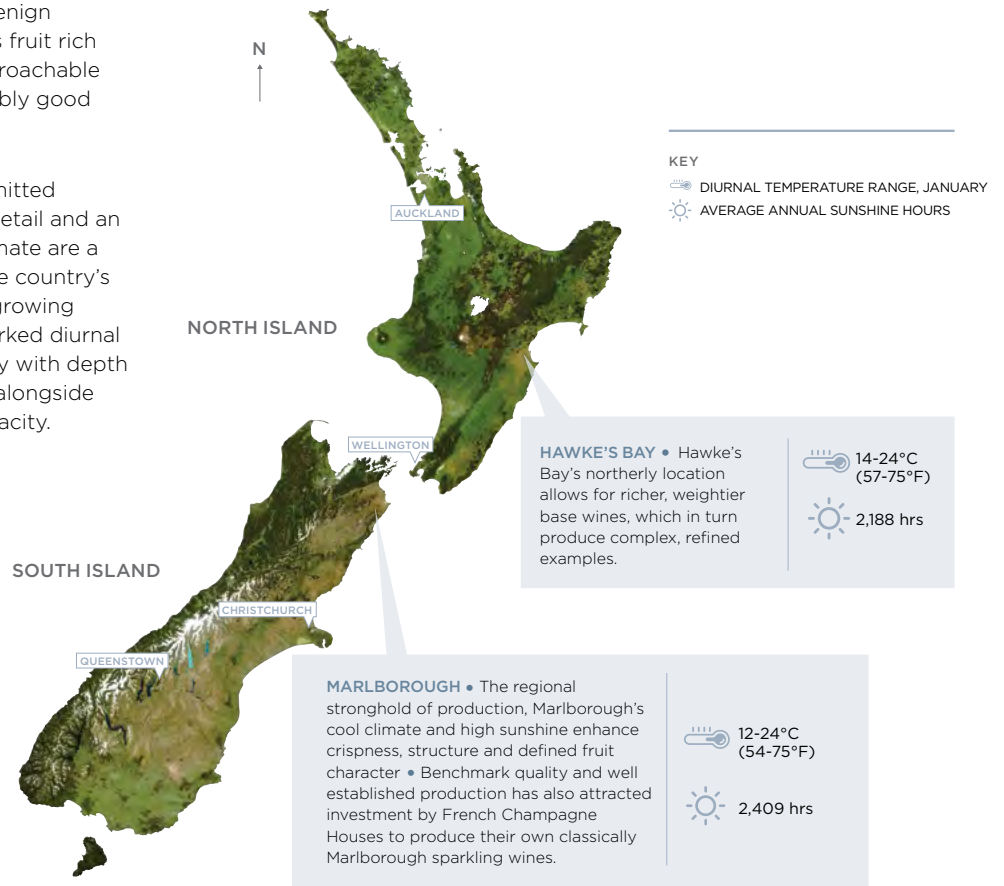 enign
s fruit rich
roachable
bly good
nitted
etail and an
nate are a
e country's
growing
rked diurnal
y with depth
alongside
acity.
N
KEY
DIURNAL TEMPERATURE RANGE, JANUARY
AVERAGE ANNUAL SUNSHINE HOURS
AUCKLAND
NORTH ISLAND
WELLINGTON
HAWKE'S BAY • Hawke's
Bay's northerly location
allows for richer, weightier
base wines, which in turn
produce complex, refined
examples.
14-24°C
(57-75°F)
2,188 hrs
SOUTH ISLAND
CHRISTCHURCH
QUEENSTOWN
MARLBOROUGH • The regional
stronghold of production, Marlborough's
cool climate and high sunshine enhance
crispness, structure and defined fruit
character • Benchmark quality and well
established production has also attracted
investment by French Champagne
Houses to produce their own classically
Marlborough sparkling wines.
12-24°C
(54-75°F)
2,409 hrs